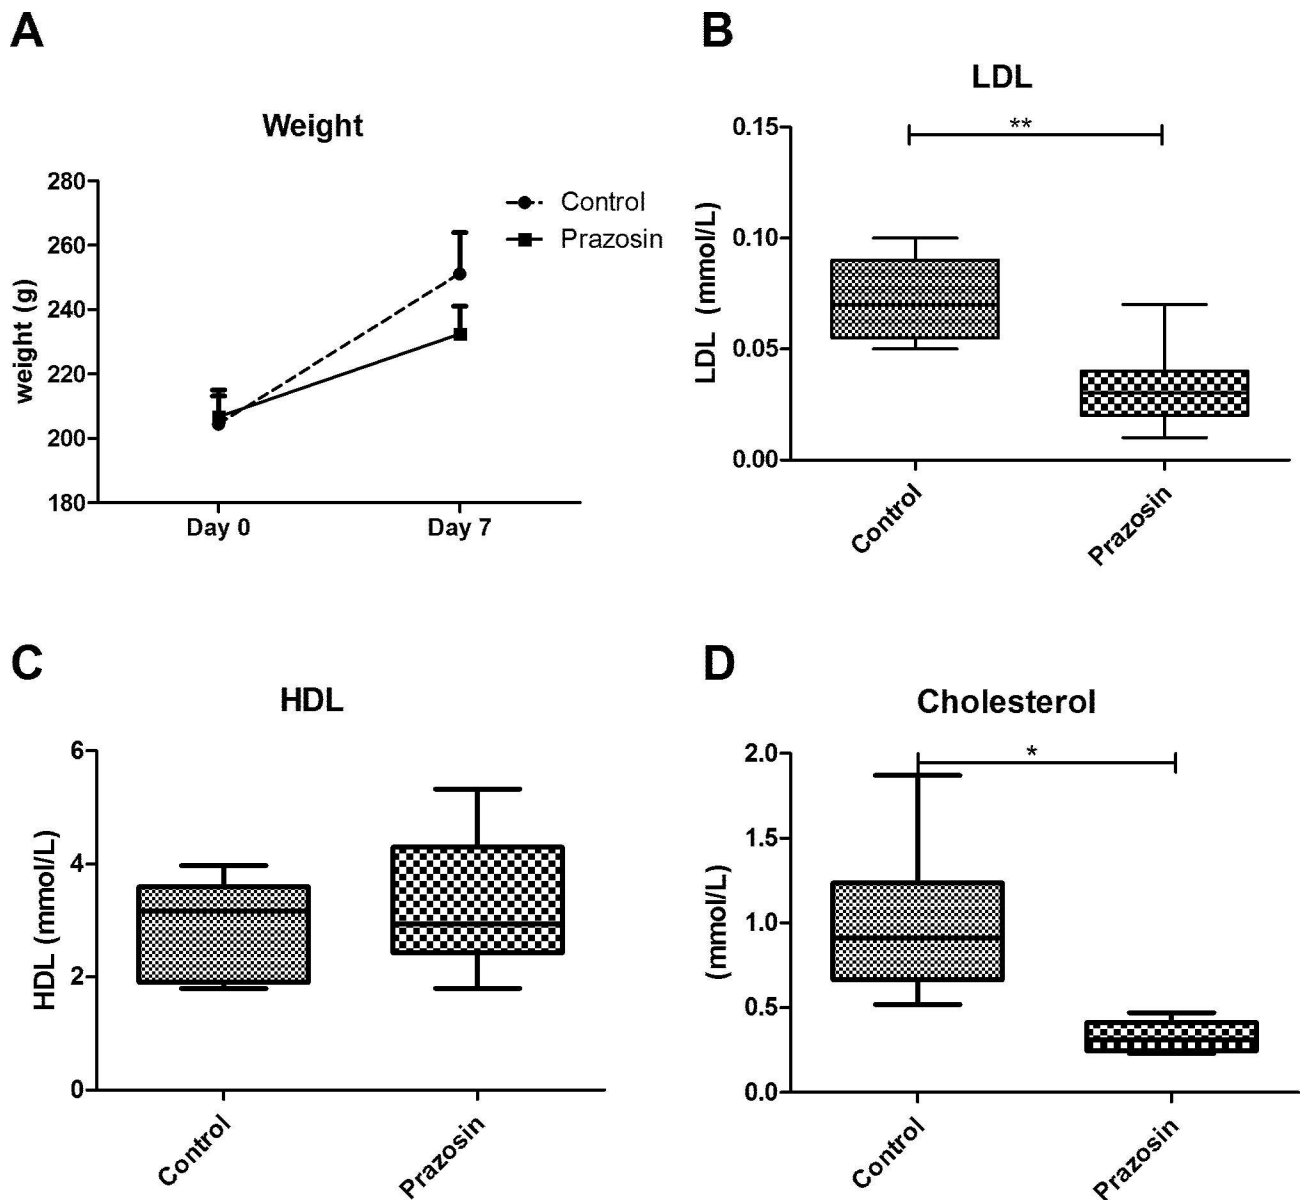 A
Weight
280
260
240
220
200
180
weight (g)
Day 0
Day 7
Control
Prazosin
B
LDL
**
0.15
0.10
0.05
0.00
LDL (mmol/L)
Control
Prazosin
C
HDL
6
4
2
0
HDL (mmol/L)
Control
Prazosin
D
Cholesterol
*
2.0
1.5
1.0
0.5
0.0
(mmol/L)
Control
Prazosin